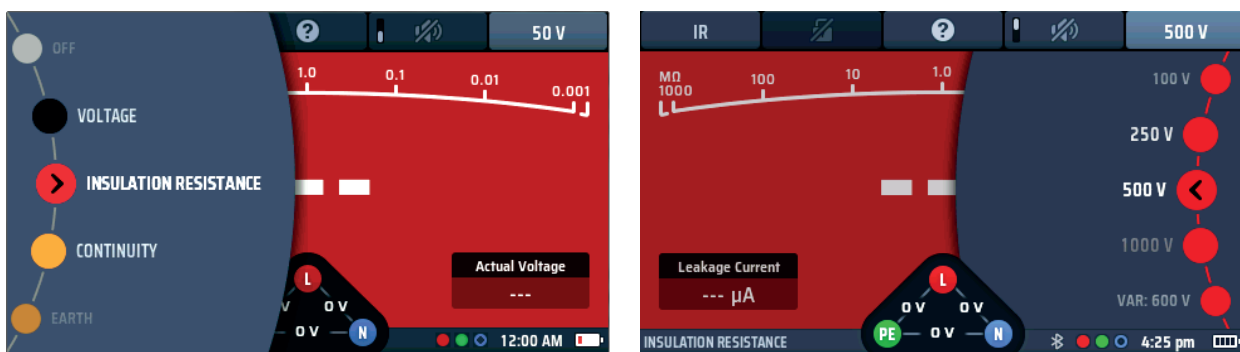 OFF
? 50 V
VOLTAGE
1.0 0.1 0.01 0.001
INSULATION RESISTANCE
CONTINUITY
Actual Voltage
---
L
V 0 V
0 V N
EARTH
12:00 AM
IR ? 500 V
MΩ
1000 100 10 1.0
100 V
250 V
500 V
1000 V
Leakage Current
--- µA
L
0 V 0 V
PE 0 V N
VAR: 600 V
INSULATION RESISTANCE 4:25 pm